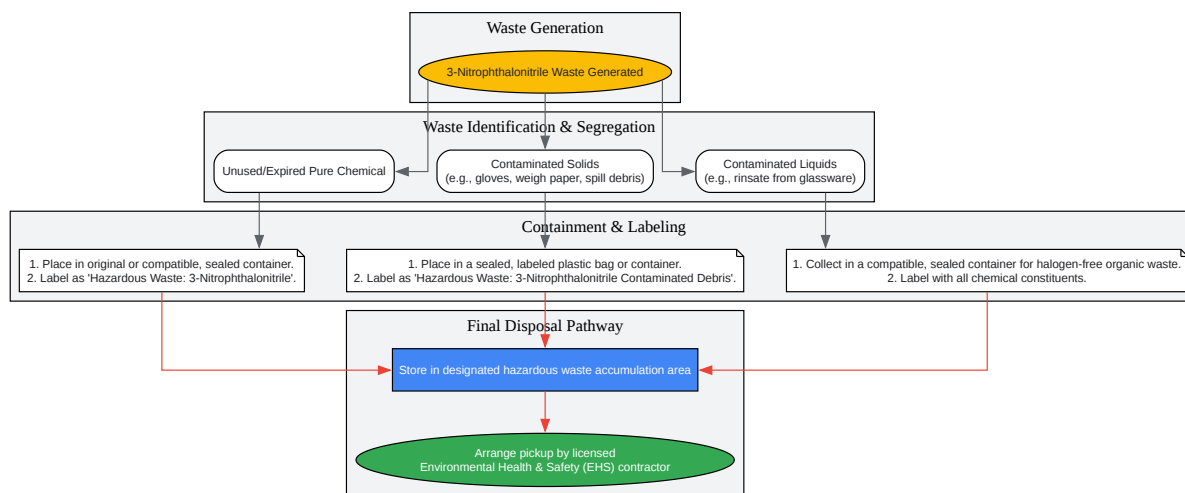 Waste Generation
3-Nitrophthalonitrile Waste Generated
Waste Identification & Segregation
Unused/Expired Pure Chemical
Contaminated Solids
(e.g., gloves, weigh paper, spill debris)
Contaminated Liquids
(e.g., rinsate from glassware)
Containment & Labeling
1. Place in original or compatible, sealed container.
2. Label as 'Hazardous Waste: 3-Nitrophthalonitrile'.
1. Place in a sealed, labeled plastic bag or container.
2. Label as 'Hazardous Waste: 3-Nitrophthalonitrile Contaminated Debris'.
1. Collect in a compatible, sealed container for halogen-free organic waste.
2. Label with all chemical constituents.
Final Disposal Pathway
Store in designated hazardous waste accumulation area
Arrange pickup by licensed
Environmental Health & Safety (EHS) contractor